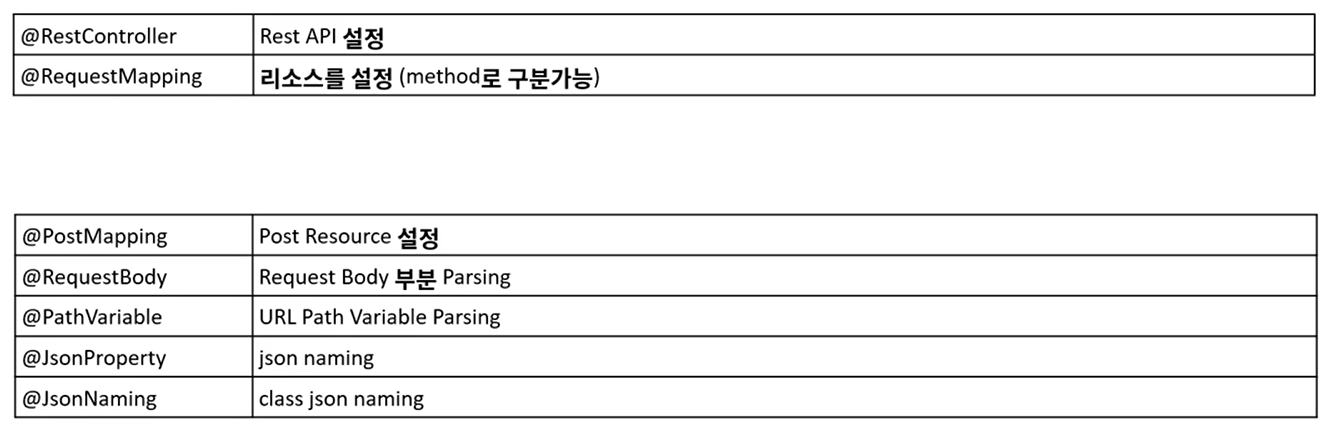 @RestController Rest API 설정
@RequestMapping 리소스를 설정 (method로 구분가능)
@PostMapping Post Resource 설정
@RequestBody Request Body 부분 Parsing
@PathVariable URL Path Variable Parsing
@JsonProperty json naming
@JsonNaming class json naming